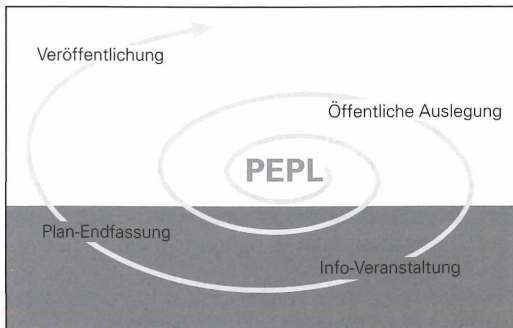 Veröffentlichung
Öffentliche Auslegung
PEPL
Plan-Endfassung
Info-Veranstaltung